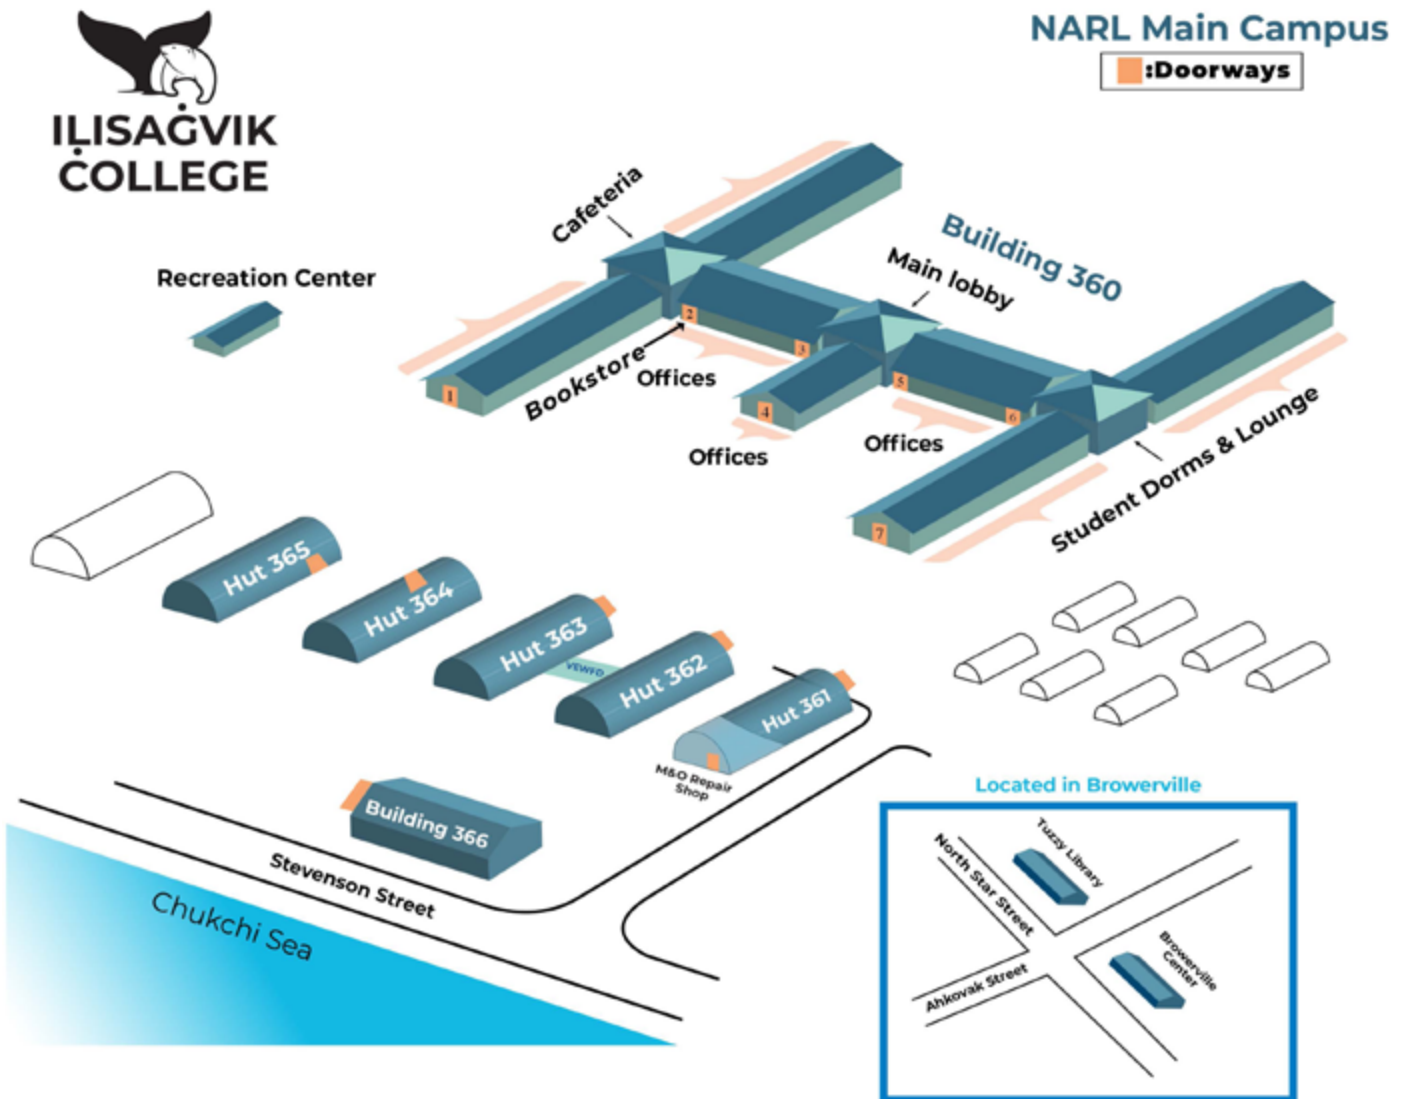 NARL Main Campus
:Doorways
IḶISAĠVIK
COLLEGE
Cafeteria
Building 360
Main lobby
Recreation Center
1
2
3
4
5
6
7
Bookstore
Offices
Offices
Offices
Student Dorms & Lounge
Hut 365
Hut 364
Hut 363
VEWFD
Hut 362
Hut 361
M&O Repair
Shop
Building 366
Stevenson Street
Chukchi Sea
Located in Browerville
Tuzzy Library
North Star Street
Browerville
Center
Ahkovak Street